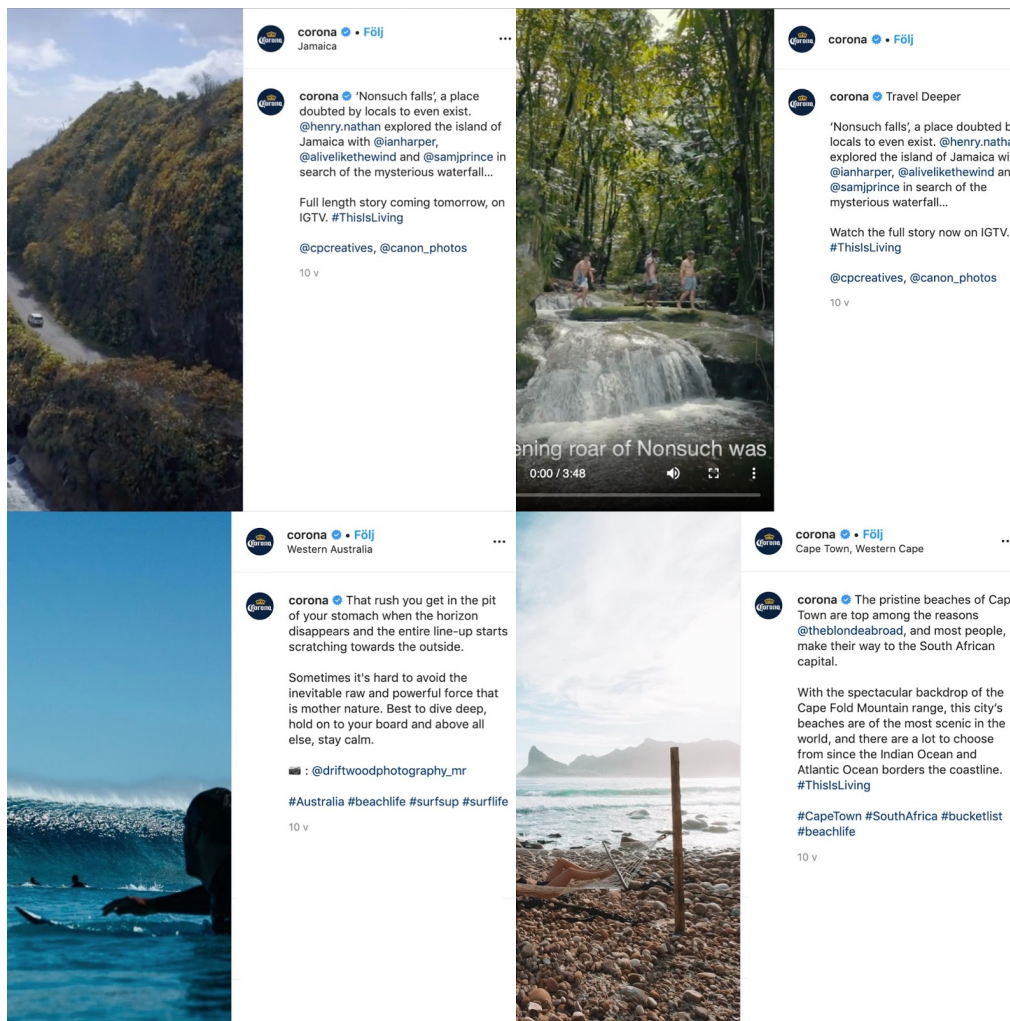 corona • Följ
Jamaica
Corona
corona 'Nonsuch falls', a place
doubted by locals to even exist.
@henry.nathan explored the island of
Jamaica with @ianharper,
@alivelikethewind and @samjprince in
search of the mysterious waterfall...
Full length story coming tomorrow, on
IGTV. #ThisIsLiving
@cpcreatives, @canon_photos
10 v
corona • Följ
Corona
corona Travel Deeper
'Nonsuch falls', a place doubted
locals to even exist.
explored the island of Jamaica
@ianharper, @alivelikethewind
@samjprince in search of the
mysterious waterfall...
Watch the full story now on IGTV.
#ThisIsLiving
@cpcreatives, @canon_photos
10 v
roar of Nonsuch was
0:00 / 3:48
corona • Följ
Western Australia
Corona
corona That rush you get in the pit
of your stomach when the horizon
disappears and the entire line-up starts
scratching towards the outside.
Sometimes it's hard to avoid the
inevitable raw and powerful force that
is mother nature. Best to dive deep,
hold on to your board and above all
else, stay calm.
: @driftwoodphotography_mr
#Australia #beachlife #surfsup #surflife
10 v
corona • Följ
Cape Town, Western Cape
Corona
corona The pristine beaches of
Town are top among the reasons
@theblondeabroad, and most people,
make their way to the South African
capital.
With the spectacular backdrop of the
Cape Fold Mountain range, this city's
beaches are of the most scenic in the
world, and there are a lot to choose
from since the Indian Ocean and
Atlantic Ocean borders the coastline.
#ThisIsLiving
#CapeTown #SouthAfrica #bucketlist
#beachlife
10 v